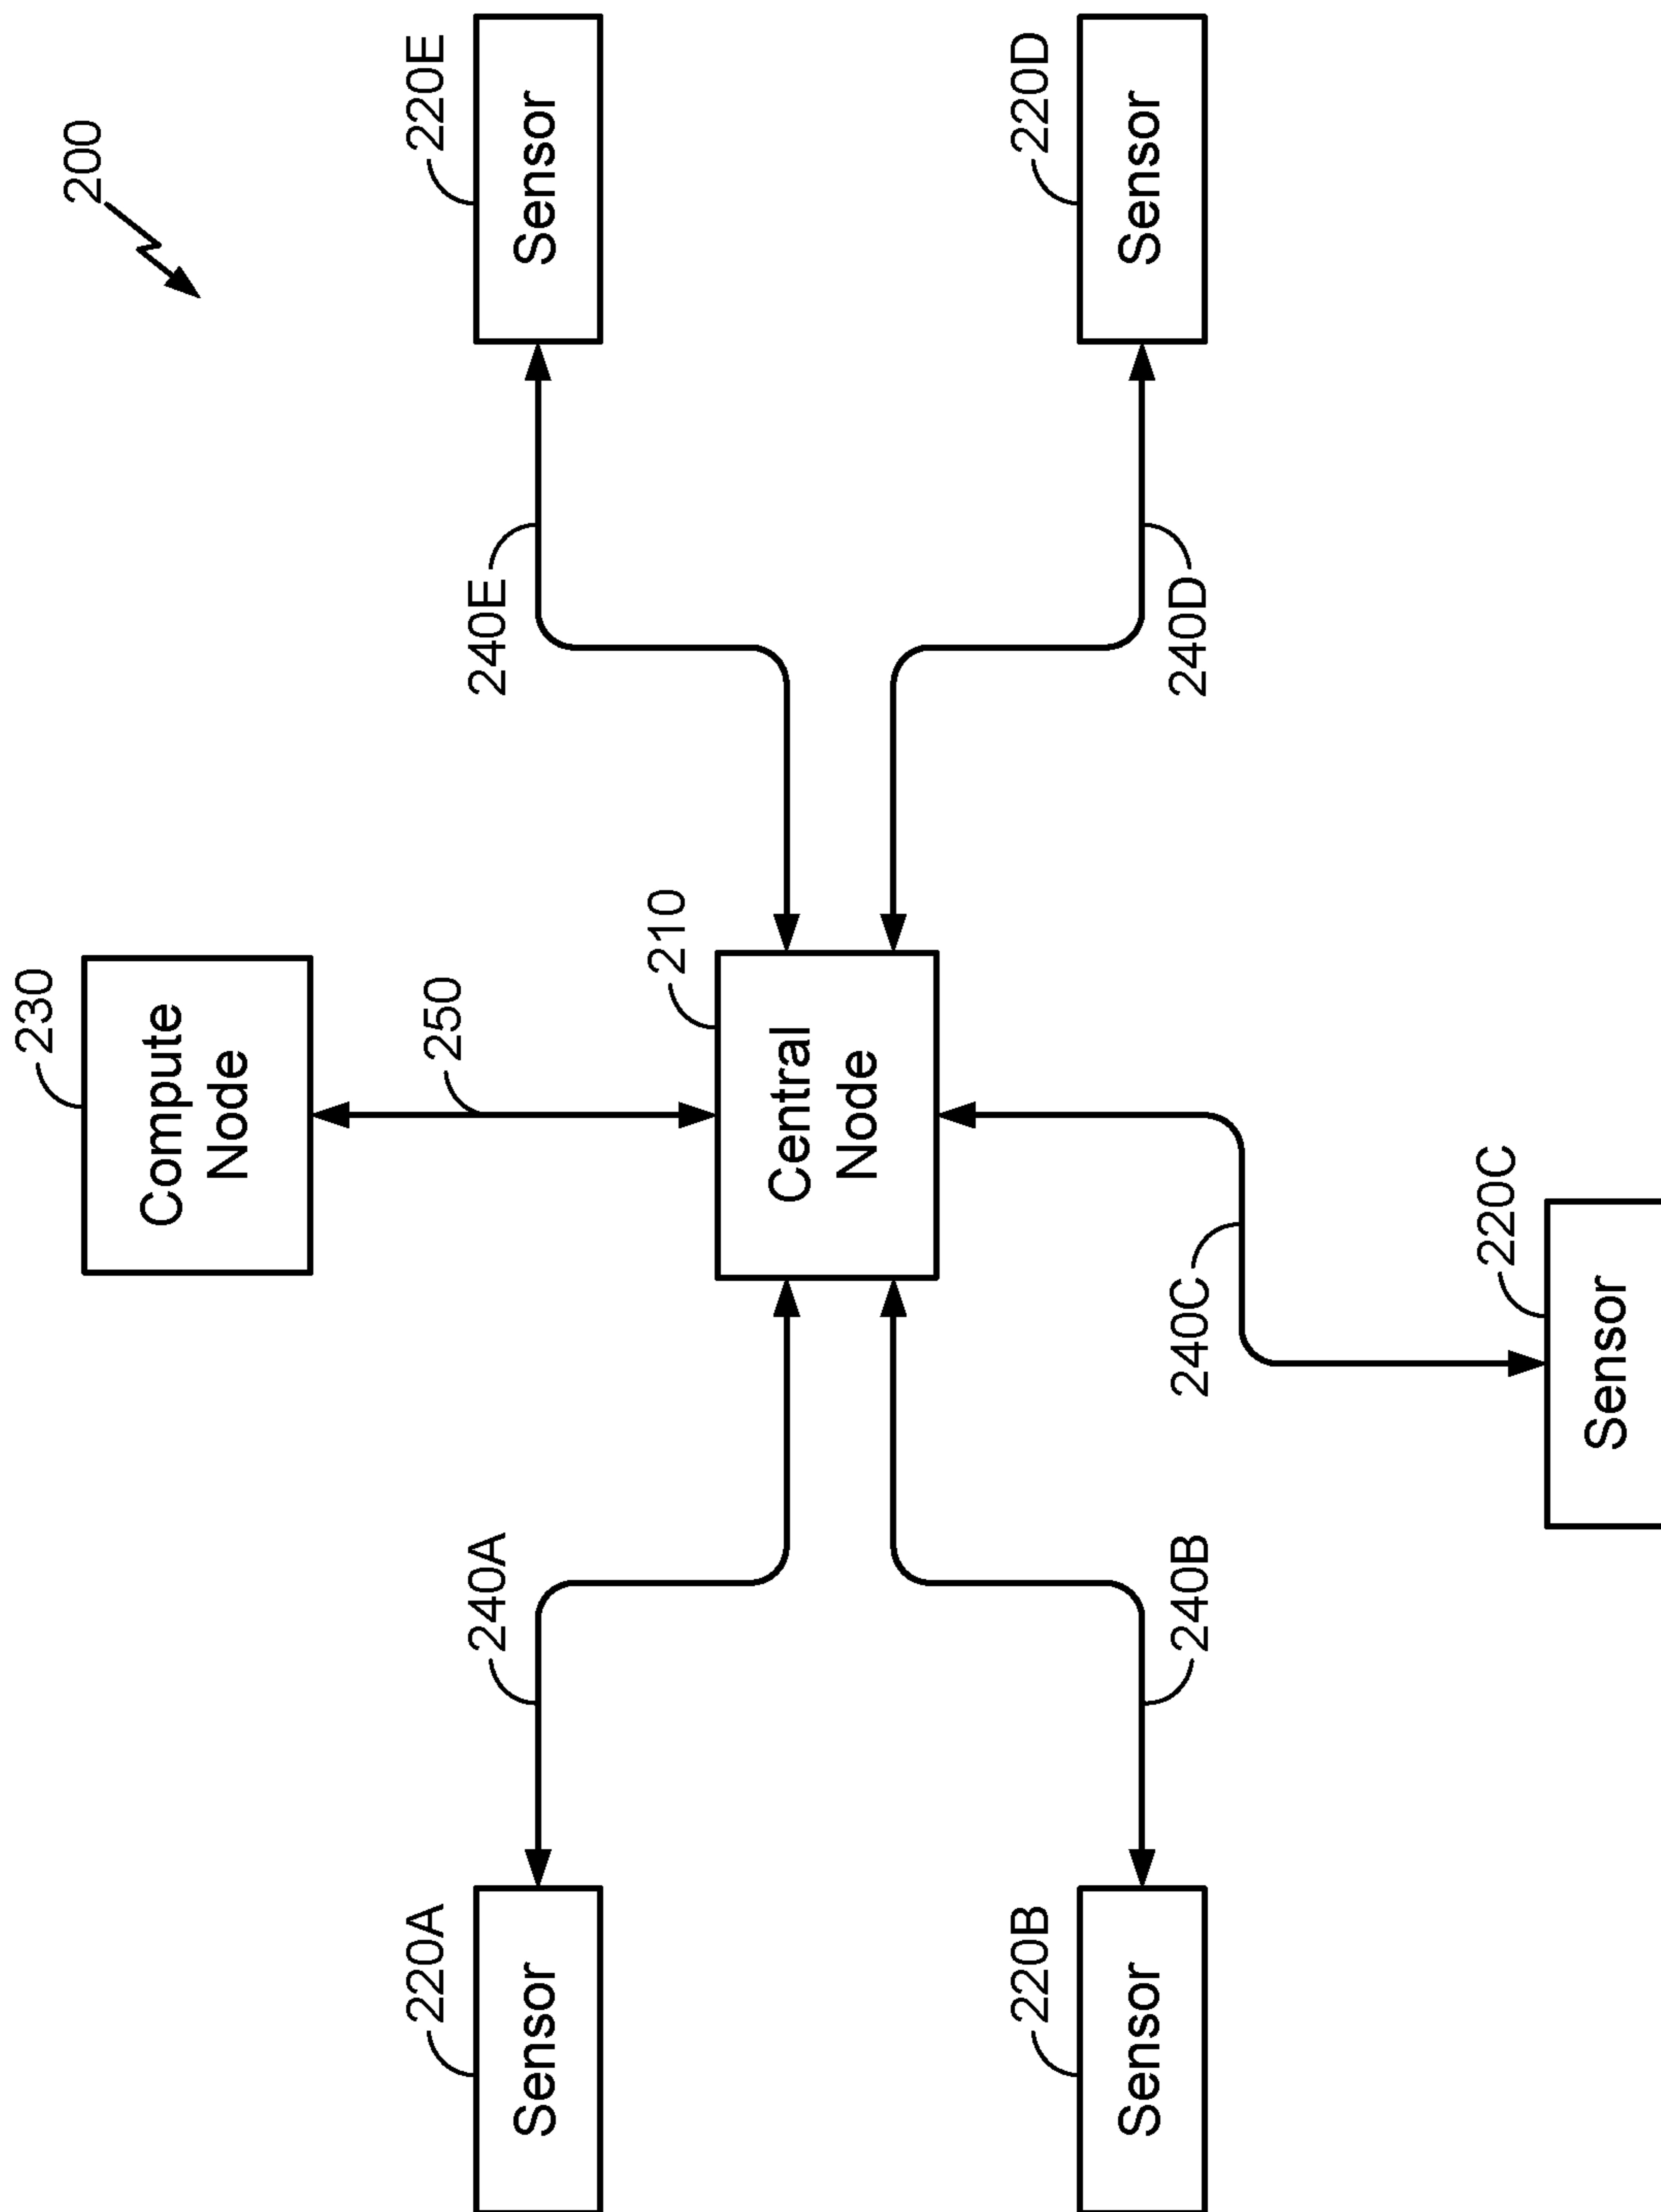 200
230
Compute
Node
250
220A
Sensor
240A
210
Central
Node
240E
220E
Sensor
220B
Sensor
240B
240C
220C
Sensor
240D
220D
Sensor